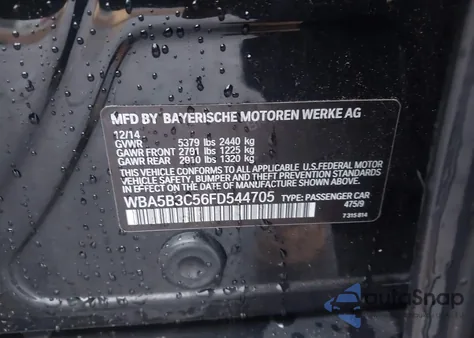 MFD BY BAYERISCHE MOTOREN WERKE AG
12/14
GVWR 5379 lbs 2440 kg
GAWR FRONT 2791 lbs 1225 kg
GAWR REAR 2910 lbs 1320 kg
THIS VEHICLE CONFORMS TO ALL APPLICABLE U.S. FEDERAL MOTOR
VEHICLE SAFETY, BUMPER AND THEFT PREVENTION STANDARDS IN
EFFECT ON THE DATE OF MANUFACTURE SHOWN ABOVE.
WBA5B3C56FD544705 TYPE: PASSENGER CAR
475/9
7 315 814
autoSnap